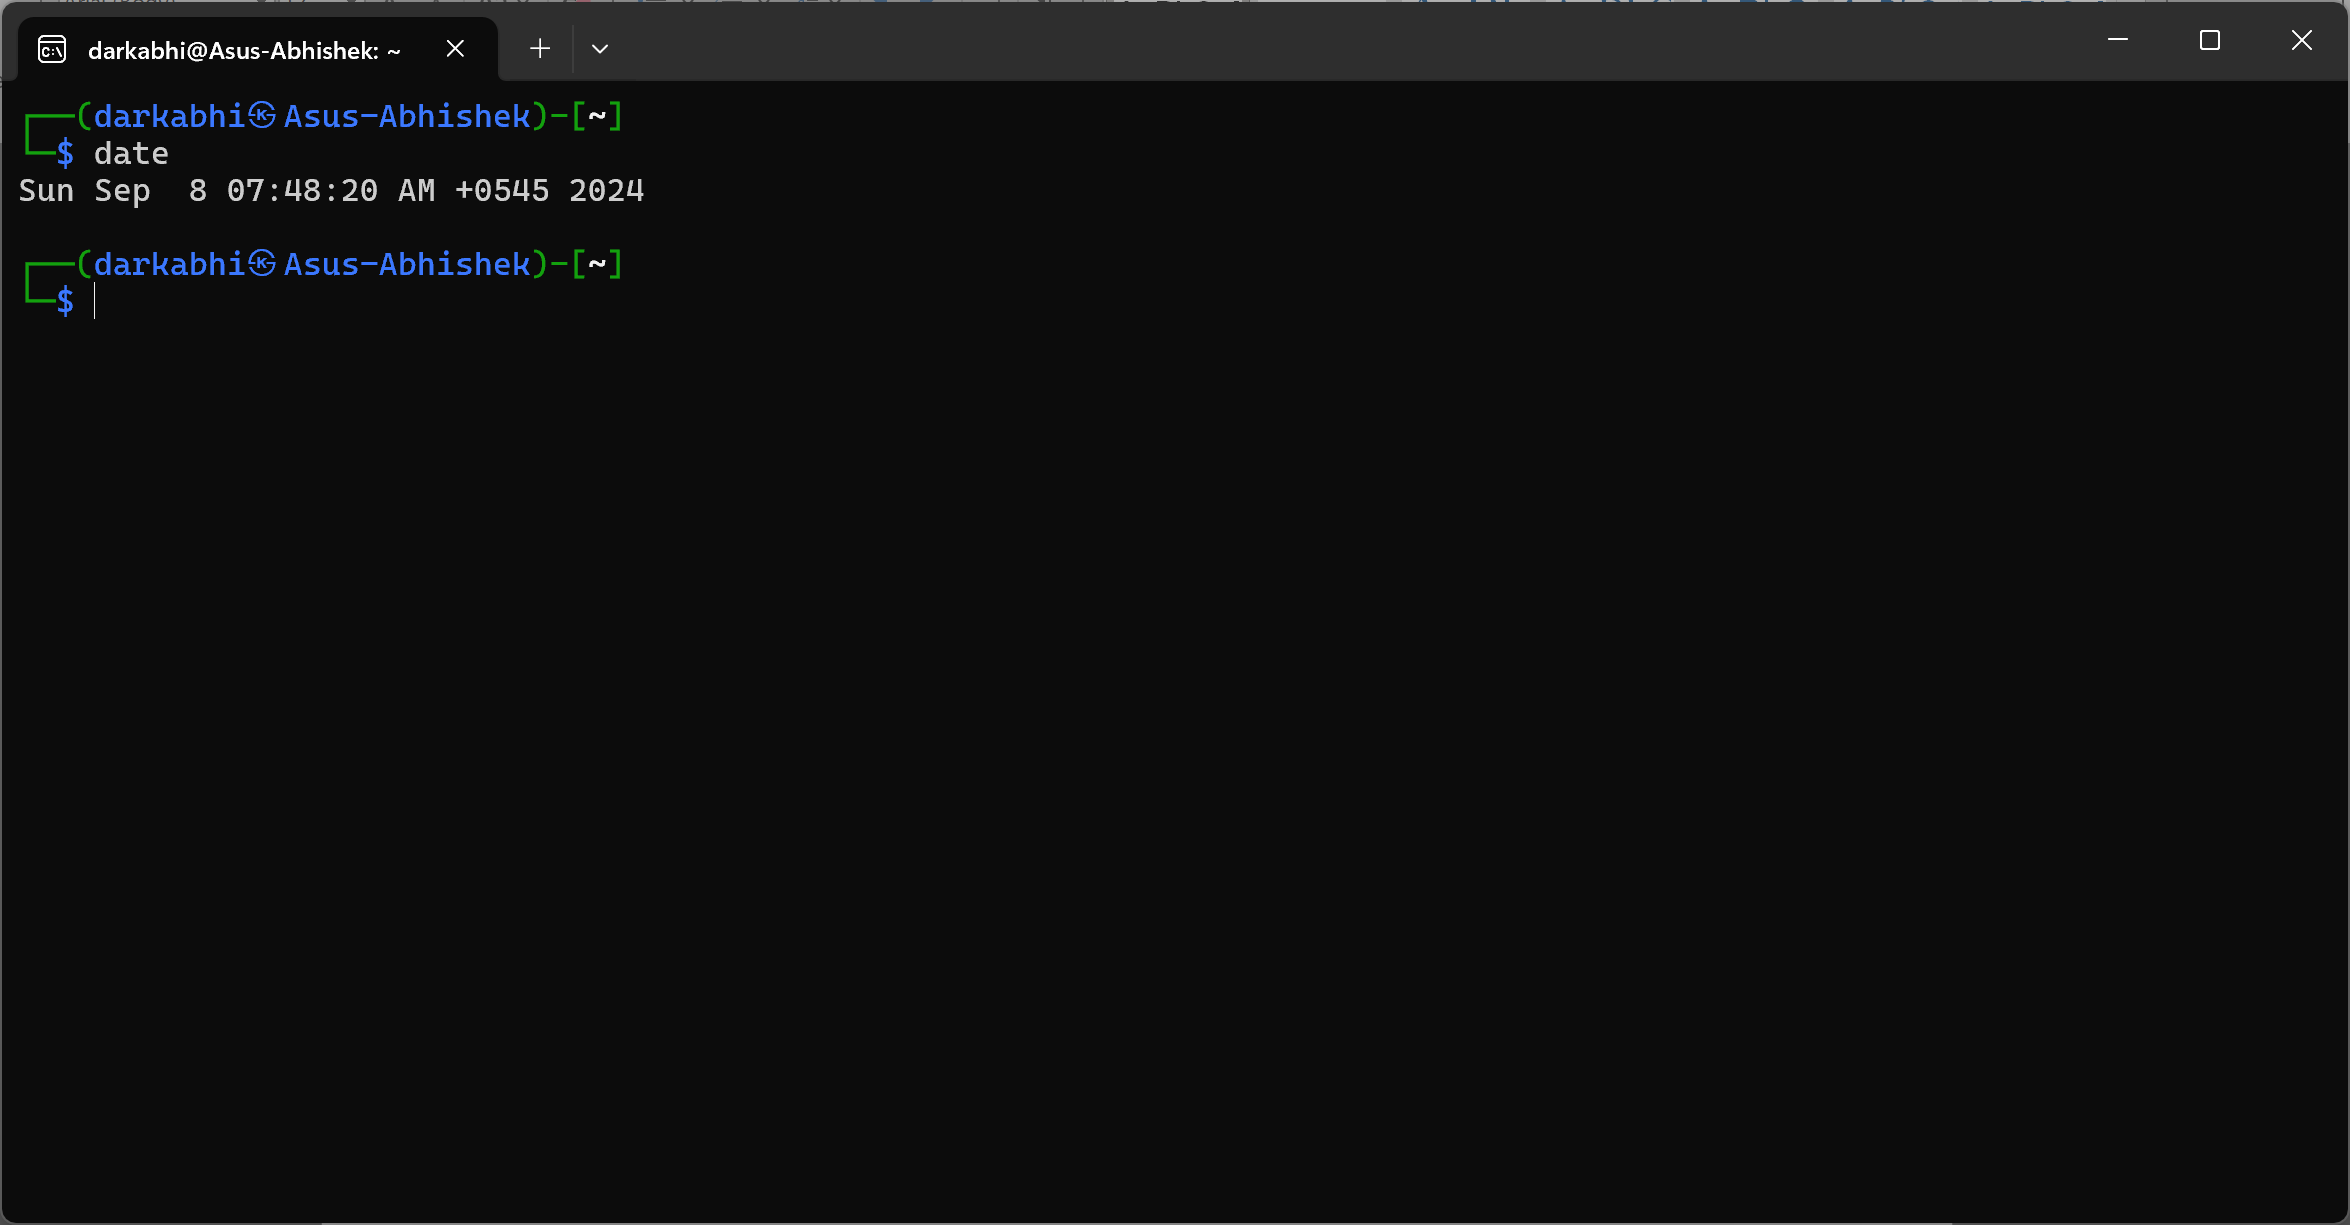 darkabhi@Asus-Abhishek: ~
┌──(darkabhi㉿Asus-Abhishek)-[~]
└─$ date
Sun Sep  8 07:48:20 AM +0545 2024
┌──(darkabhi㉿Asus-Abhishek)-[~]
└─$